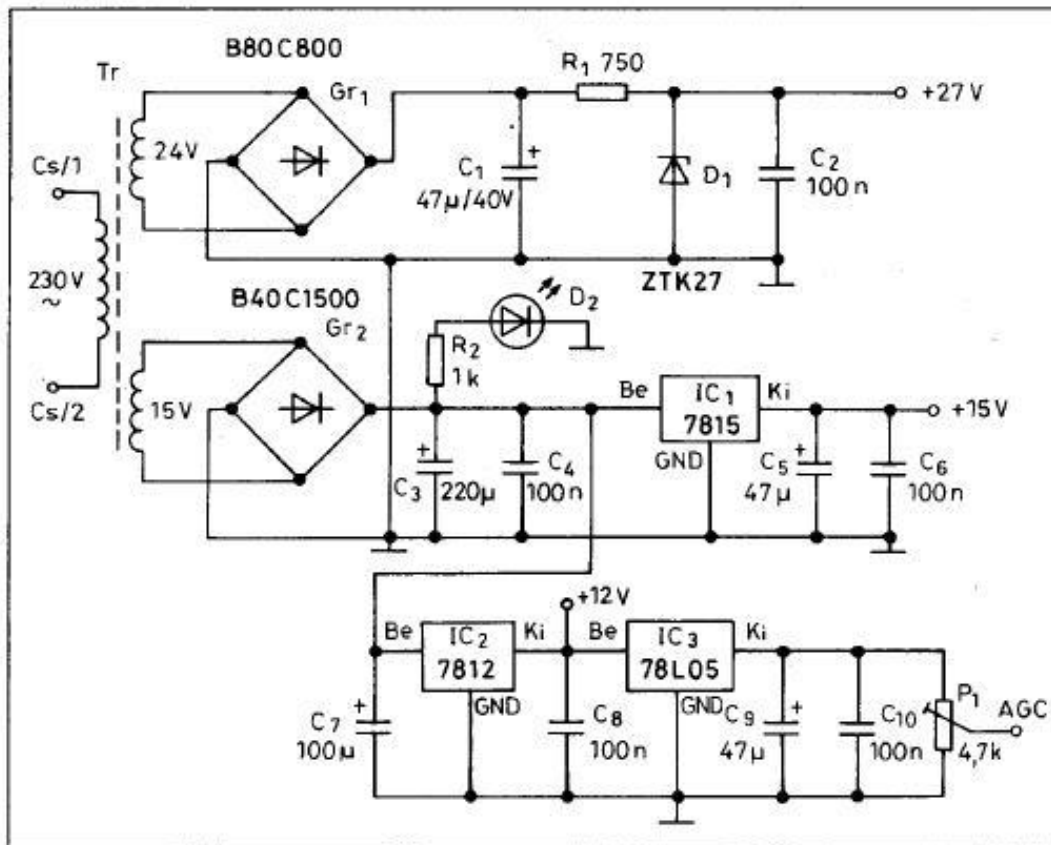 B80C800
Tr
Gr1
R1 750
+27V
24V
Cs/1
C1
+
47µ/40V
D1
C2
100n
230V
~
ZTK27
B40C1500
Gr2
D2
R2
1k
Cs/2
15V
Be
IC1
7815
Ki
+15V
GND
C3
+
220µ
C4
100n
C5
+
47µ
C6
100n
+12V
Be
IC2
7812
Ki
GND
Be
IC3
78L05
Ki
GND
C7
+
100µ
C8
100n
C9
+
47µ
C10
100n
P1
4,7k
AGC